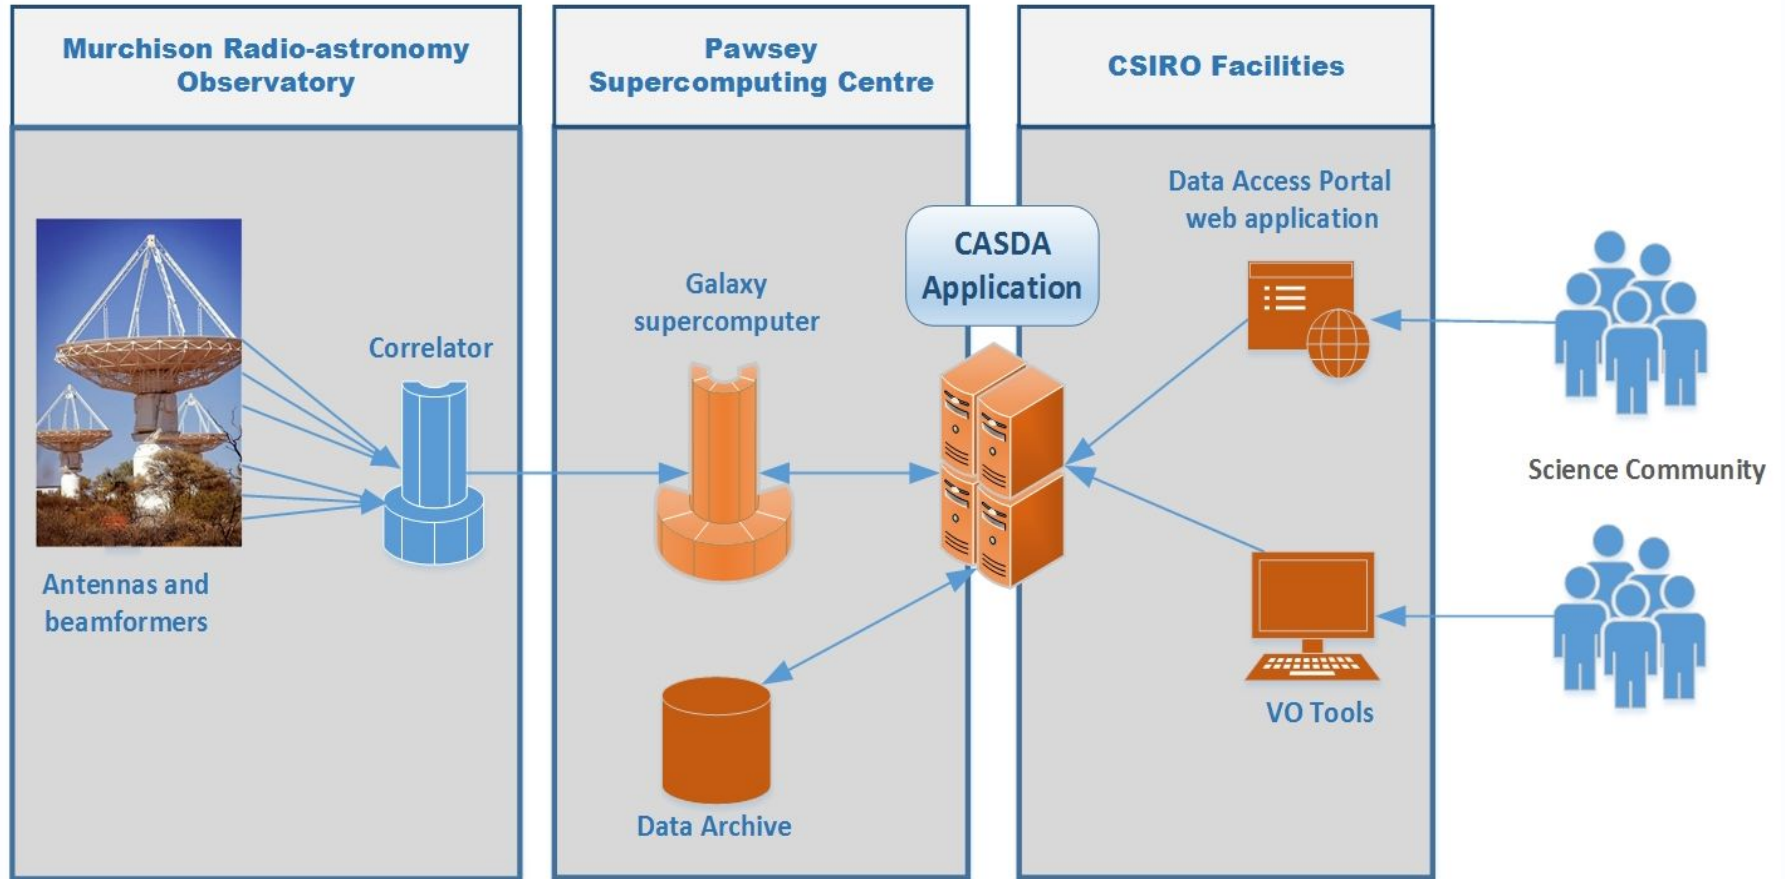 Murchison Radio-astronomy
Observatory
Pawsey
Supercomputing Centre
CSIRO Facilities
Antennas and
beamformers
Correlator
Galaxy
supercomputer
Data Archive
CASDA
Application
Data Access Portal
web application
VO Tools
Science Community